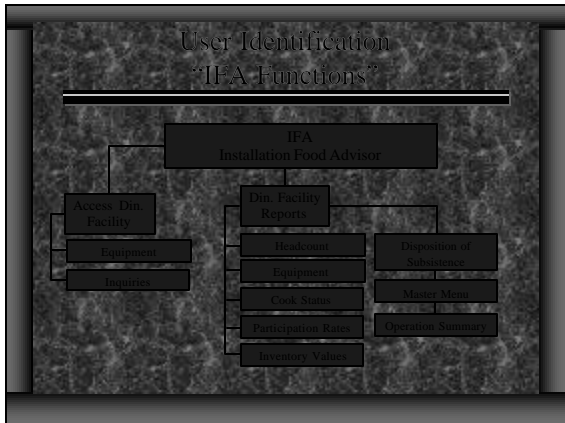 User Identification
“IFA Functions”
IFA
Installation Food Advisor
Access Din.
Facility
Equipment
Inquiries
Din. Facility
Reports
Headcount
Equipment
Cook Status
Participation Rates
Inventory Values
Disposition of
Subsistence
Master Menu
Operation Summary